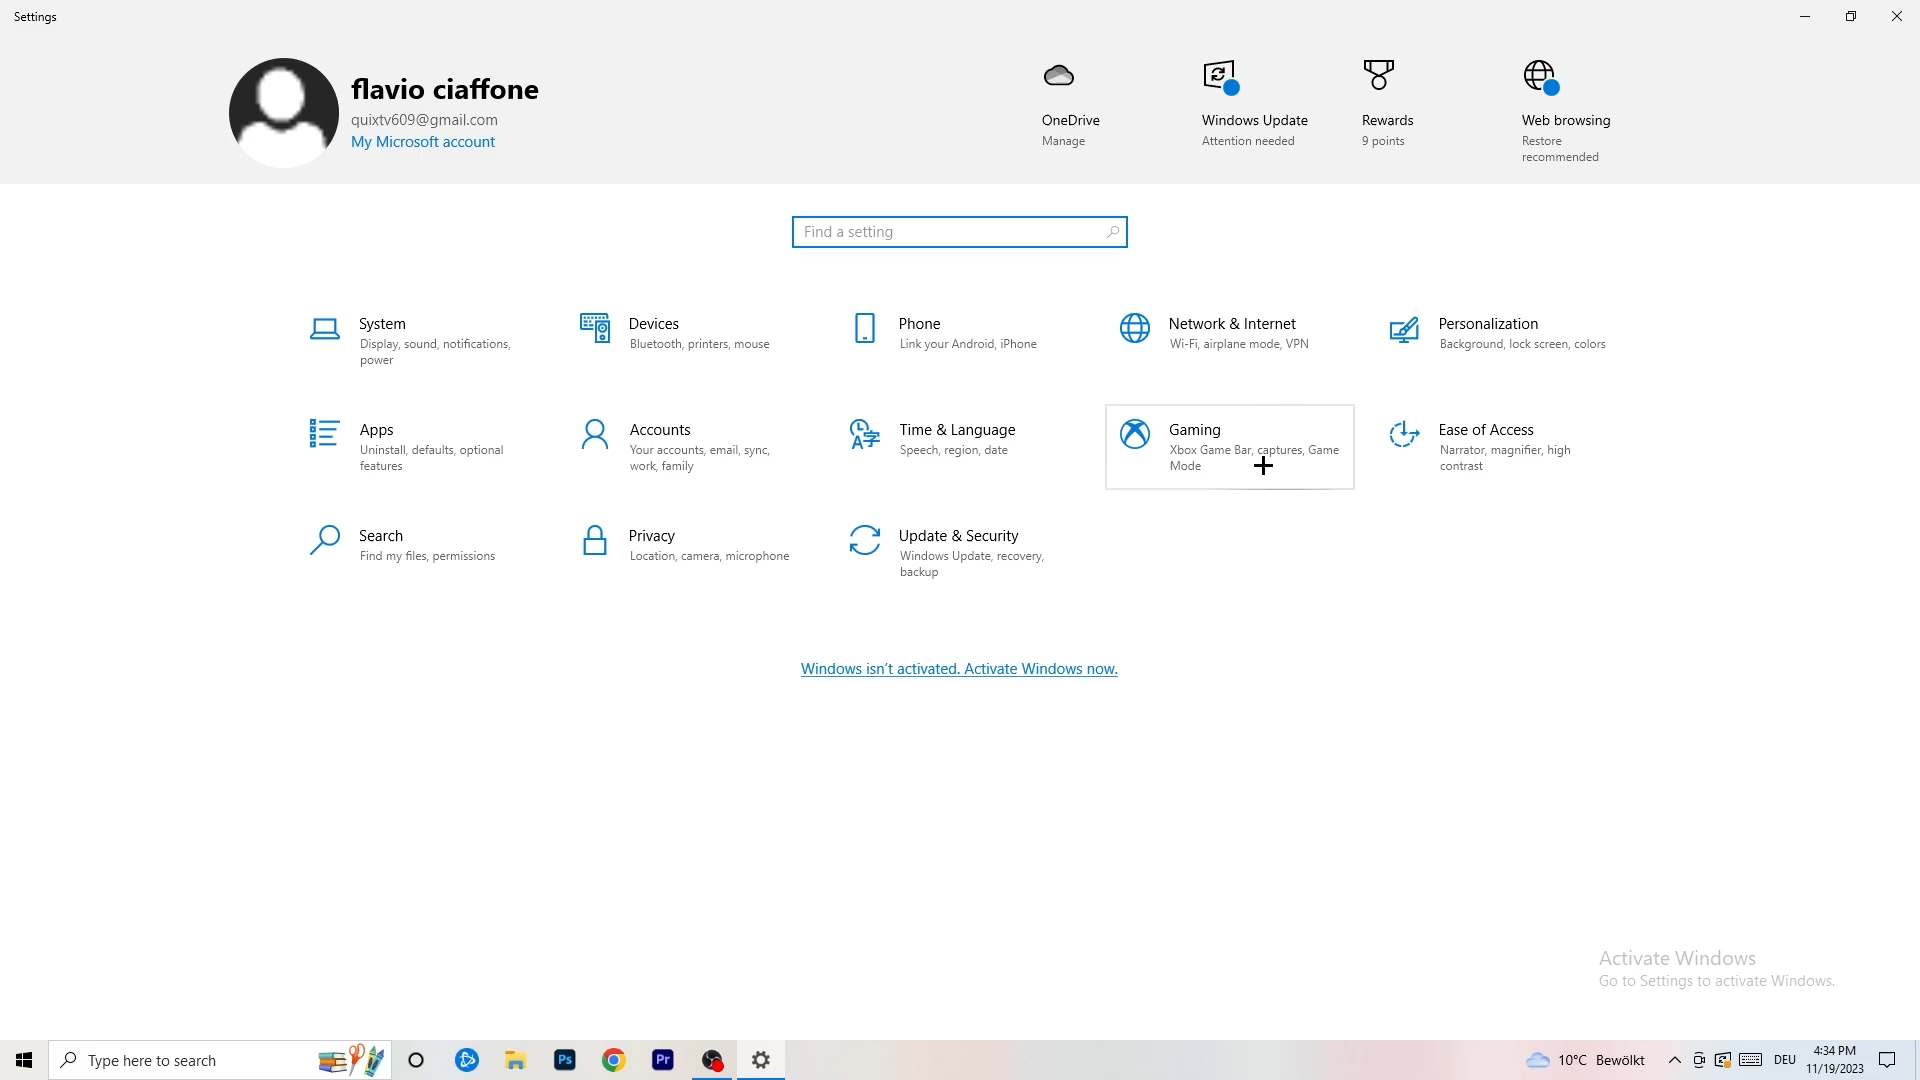 Settings
flavio ciaffone
quixtv609@gmail.com
My Microsoft account
OneDrive
Manage
Windows Update
Attention needed
Rewards
9 points
Web browsing
Restore
recommended
Find a setting
System
Display, sound, notifications,
power
Devices
Bluetooth, printers, mouse
Phone
Link your Android, iPhone
Network & Internet
Wi-Fi, airplane mode, VPN
Personalization
Background, lock screen, colors
Apps
Uninstall, defaults, optional
features
Accounts
Your accounts, email, sync,
work, family
Time & Language
Speech, region, date
Gaming
Xbox Game Bar, captures, Game
Mode
Ease of Access
Narrator, magnifier, high
contrast
Search
Find my files, permissions
Privacy
Location, camera, microphone
Update & Security
Windows Update, recovery,
backup
Windows isn't activated. Activate Windows now.
Activate Windows
Go to Settings to activate Windows.
Type here to search
Ps
Pr
10°C Bewölkt
DEU
4:34 PM
11/19/2023